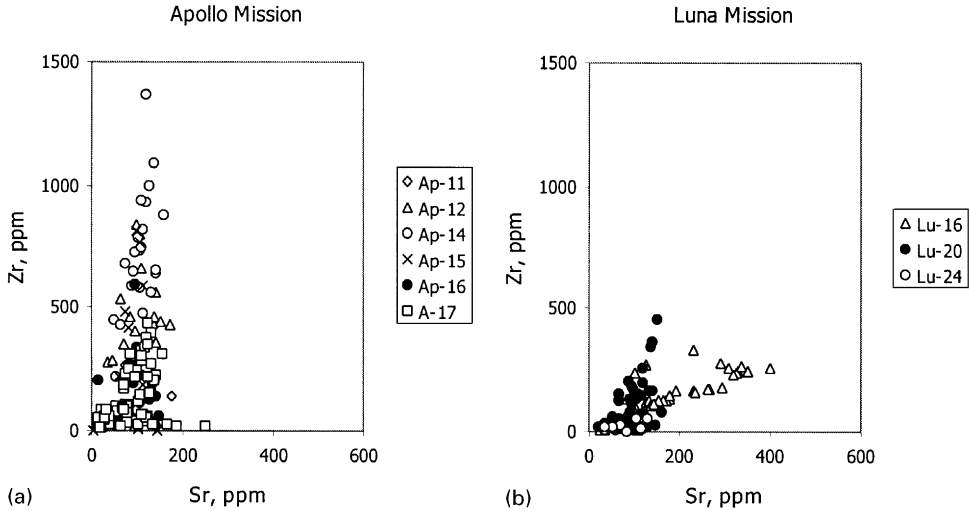 Apollo Mission
Zr, ppm
1500
1000
500
0
0 200 400 600
Sr, ppm
(a)
Ap-11
Ap-12
Ap-14
Ap-15
Ap-16
A-17
Luna Mission
Zr, ppm
1500
1000
500
0
0 200 400 600
Sr, ppm
(b)
Lu-16
Lu-20
Lu-24